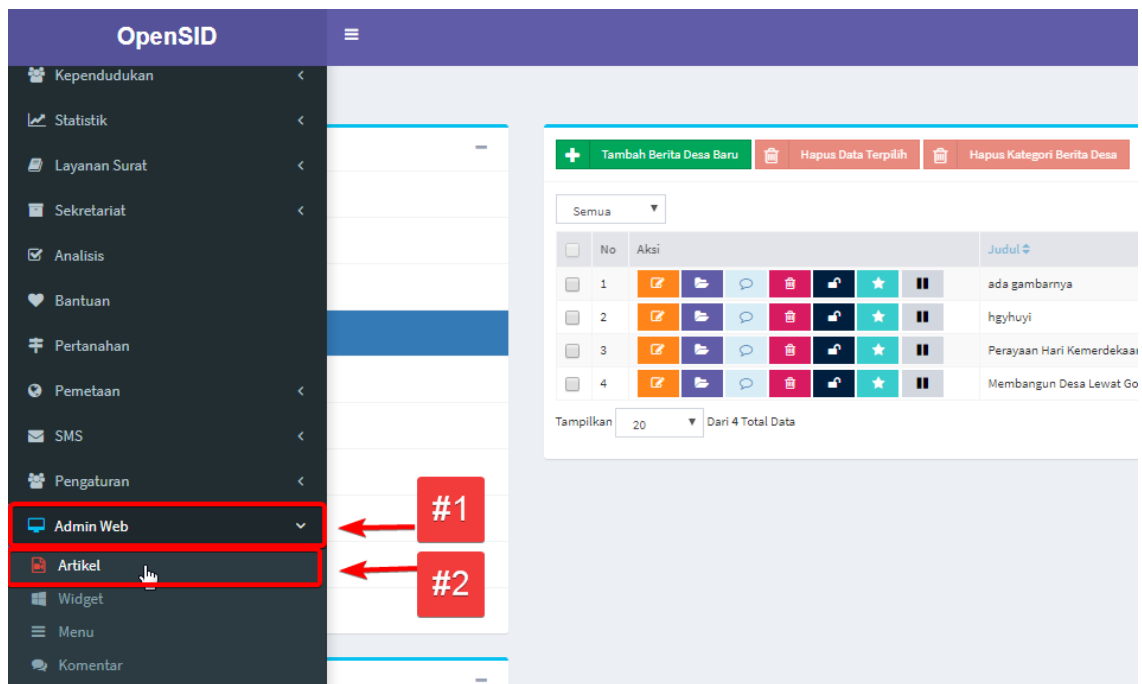 OpenSID
Kependudukan
Statistik
Layanan Surat
Sekretariat
Analisis
Bantuan
Pertanahan
Pemetaan
SMS
Pengaturan
Admin Web
Artikel
Widget
Menu
Komentar
#1
#2
Tambah Berita Desa Baru Hapus Data Terpilih Hapus Kategori Berita Desa
Semua
No Aksi Judul
1 ada gambarnya
2 hgyhuyi
3 Perayaan Hari Kemerdekaan
4 Membangun Desa Lewat Go
Tampilkan 20 Dari 4 Total Data